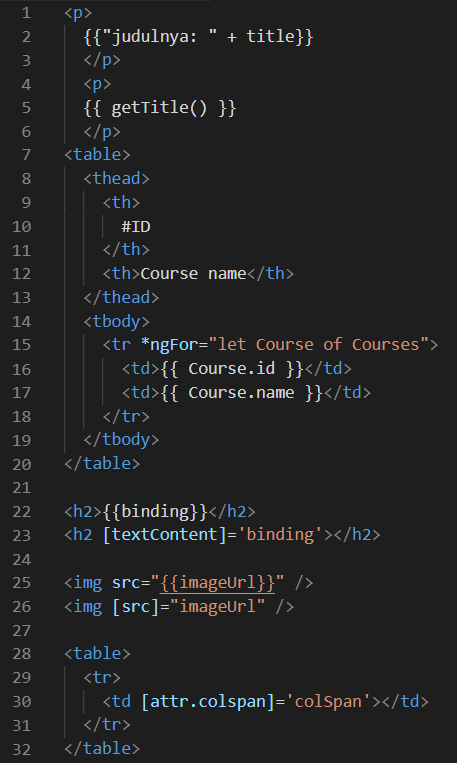 1 <p>
2 {{"judulnya: " + title}}
3 </p>
4 <p>
5 {{ getTitle() }}
6 </p>
7 <table>
8 <thead>
9 <th>
10 #ID
11 </th>
12 <th>Course name</th>
13 </thead>
14 <tbody>
15 <tr *ngFor="let Course of Courses">
16 <td>{{ Course.id }}</td>
17 <td>{{ Course.name }}</td>
18 </tr>
19 </tbody>
20 </table>
21
22 <h2>{{binding}}</h2>
23 <h2 [textContent]='binding'></h2>
24
25 <img src="{{imageUrl}}" />
26 <img [src]="imageUrl" />
27
28 <table>
29 <tr>
30 <td [attr.colspan]='colSpan'></td>
31 </tr>
32 </table>